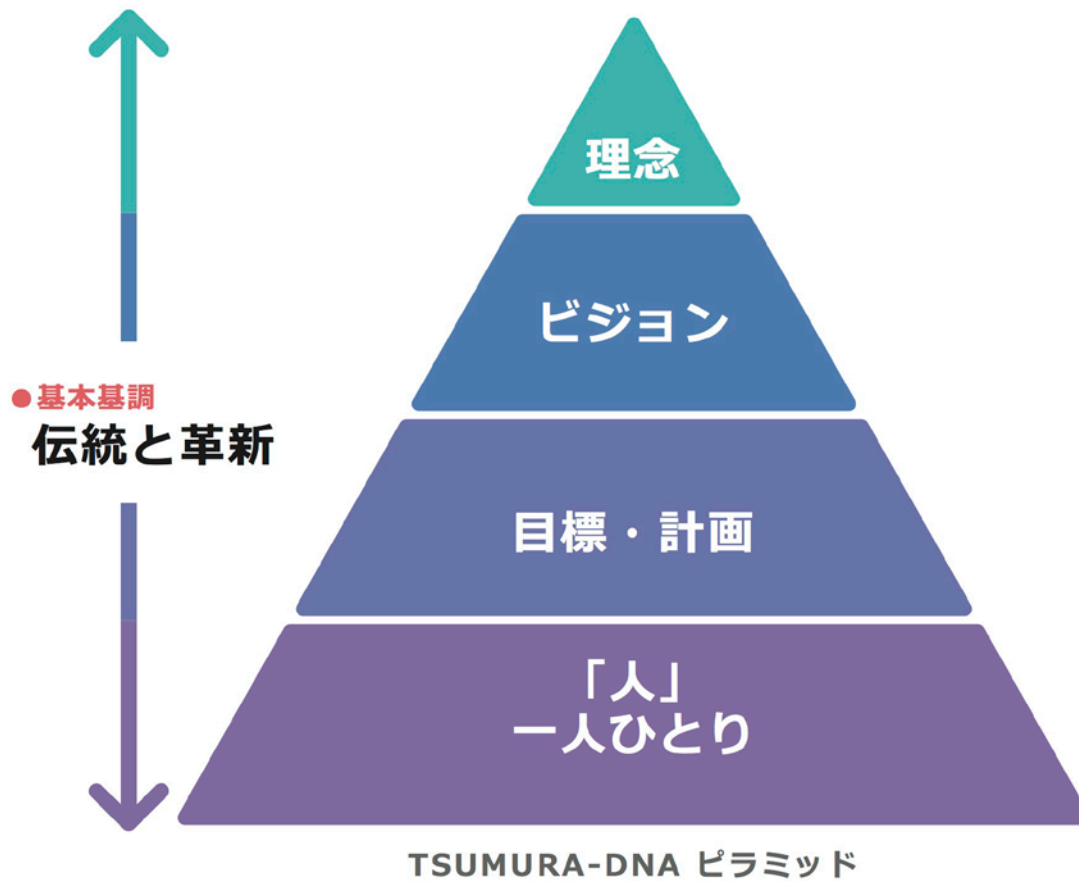 理念
ビジョン
●基本基調
伝統と革新
目標・計画
「人」
一人ひとり
TSUMURA-DNA ピラミッド